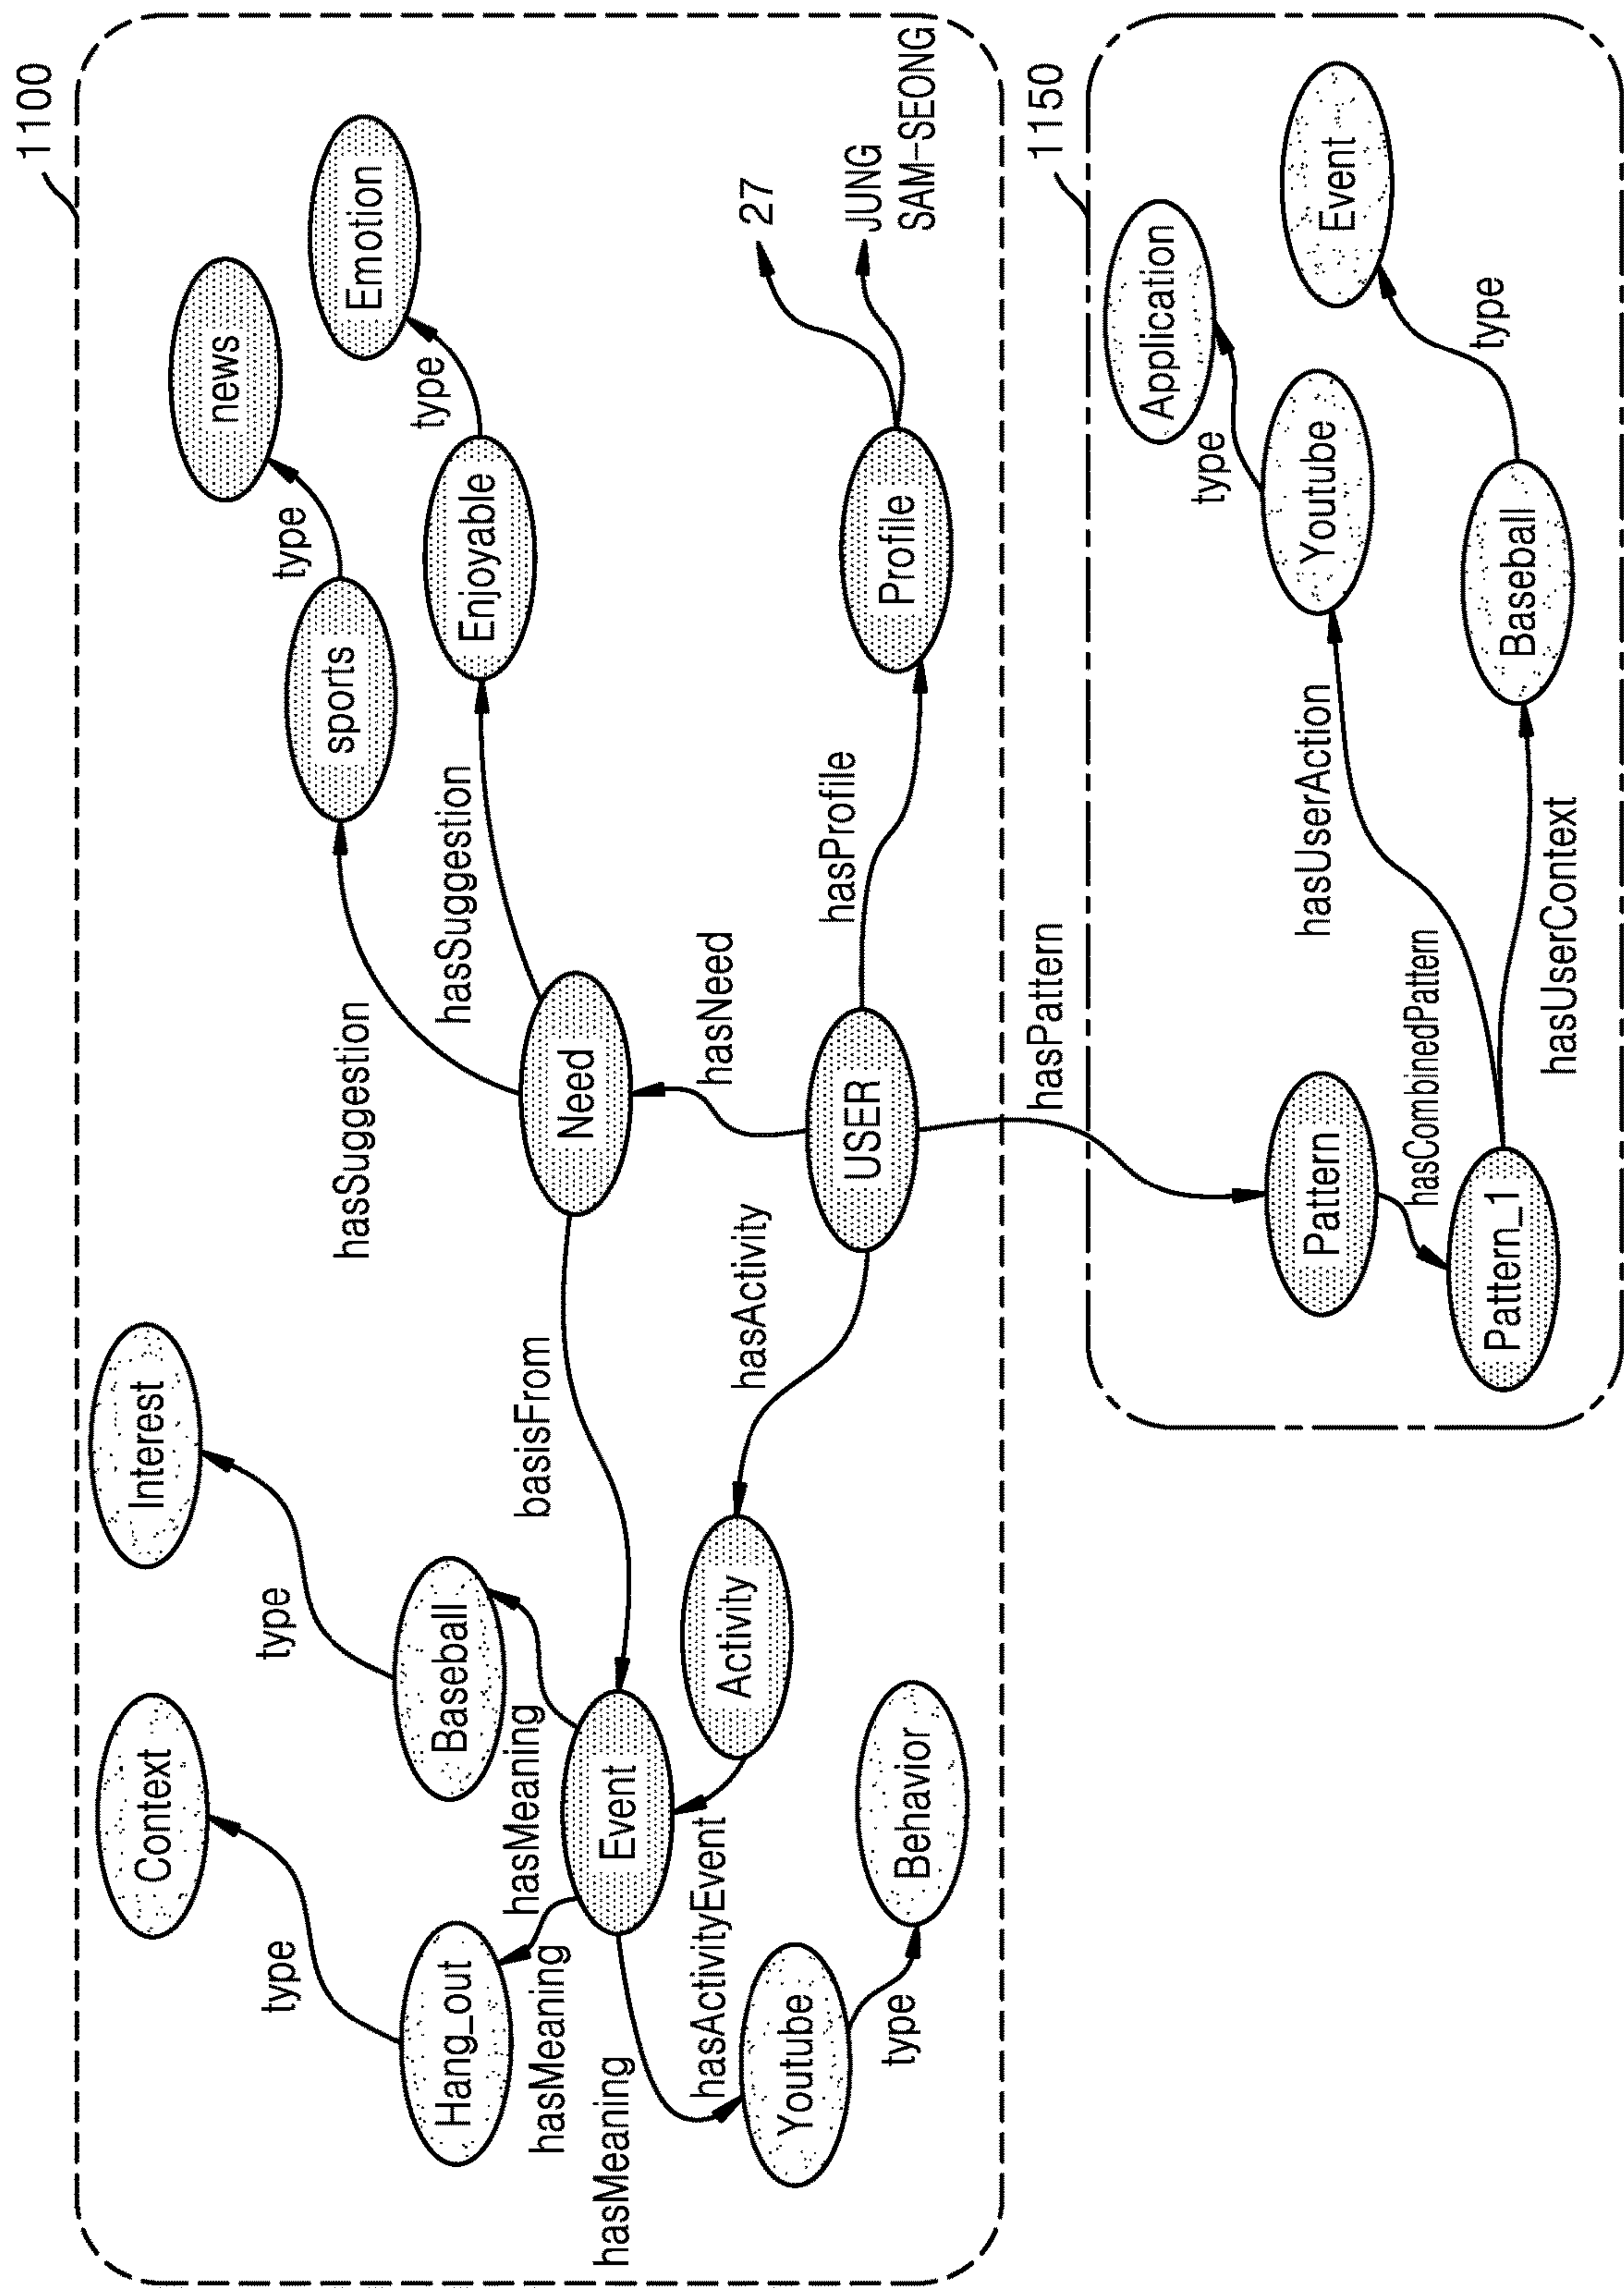 1100
Context
Interest
news
Emotion
type
type
type
type
Hang_out
Baseball
sports
Enjoyable
hasSuggestion
hasSuggestion
hasMeaning
hasMeaning
hasMeaning
basisFrom
Event
Need
hasNeed
hasActivityEvent
Activity
hasActivity
Youtube
type
Behavior
USER
hasProfile
Profile
27
JUNG
SAM-SEONG
hasPattern
1150
Pattern
hasCombinedPattern
Pattern_1
hasUserAction
Youtube
type
Application
hasUserContext
Baseball
type
Event